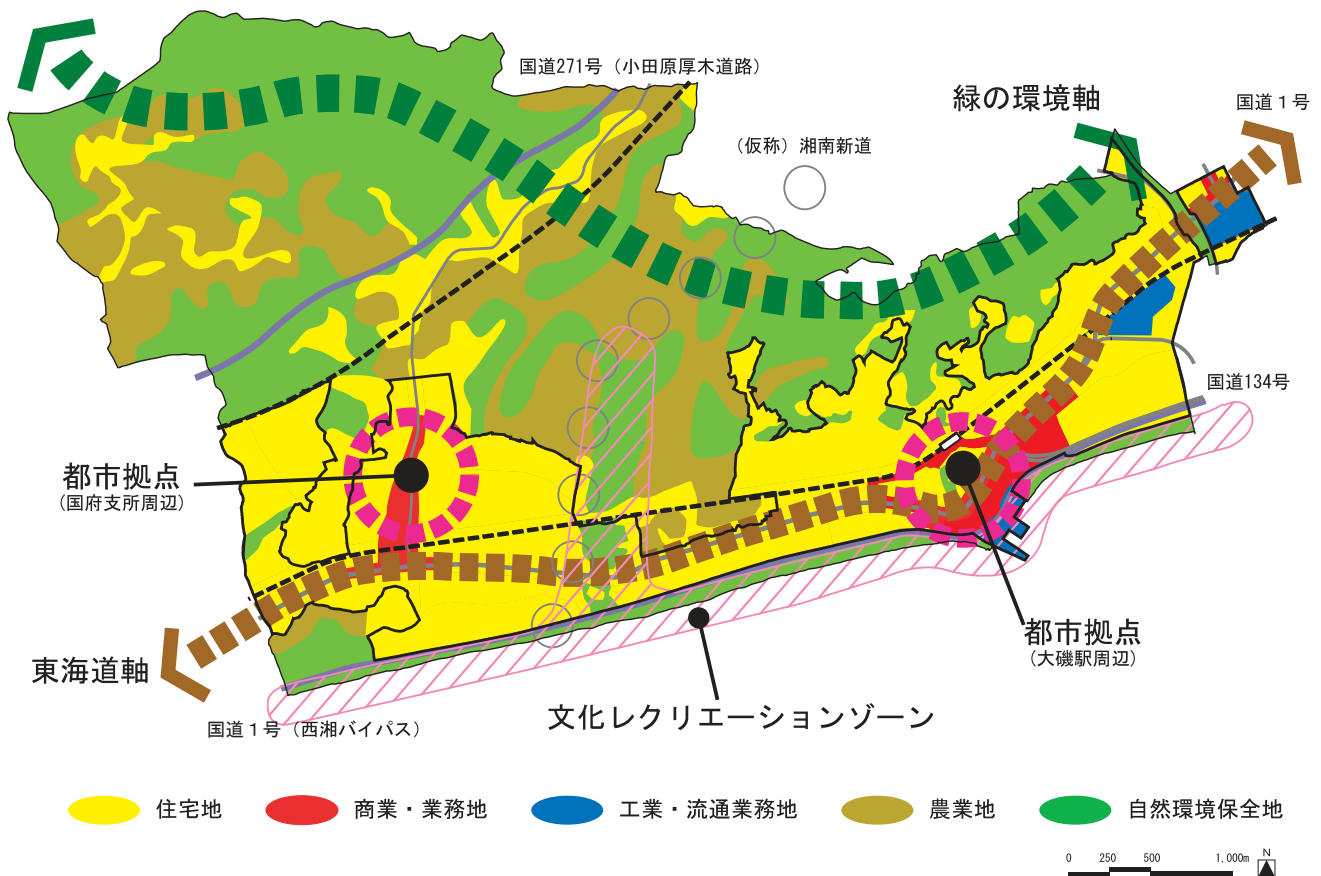 国道271号（小田原厚木道路）
緑の環境軸
国道１号
（仮称）湘南新道
国道134号
都市拠点
（国府支所周辺）
都市拠点
（大磯駅周辺）
東海道軸
文化レクリエーションゾーン
国道１号（西湘バイパス）
住宅地
商業・業務地
工業・流通業務地
農業地
自然環境保全地
0 250 500 1,000m
N